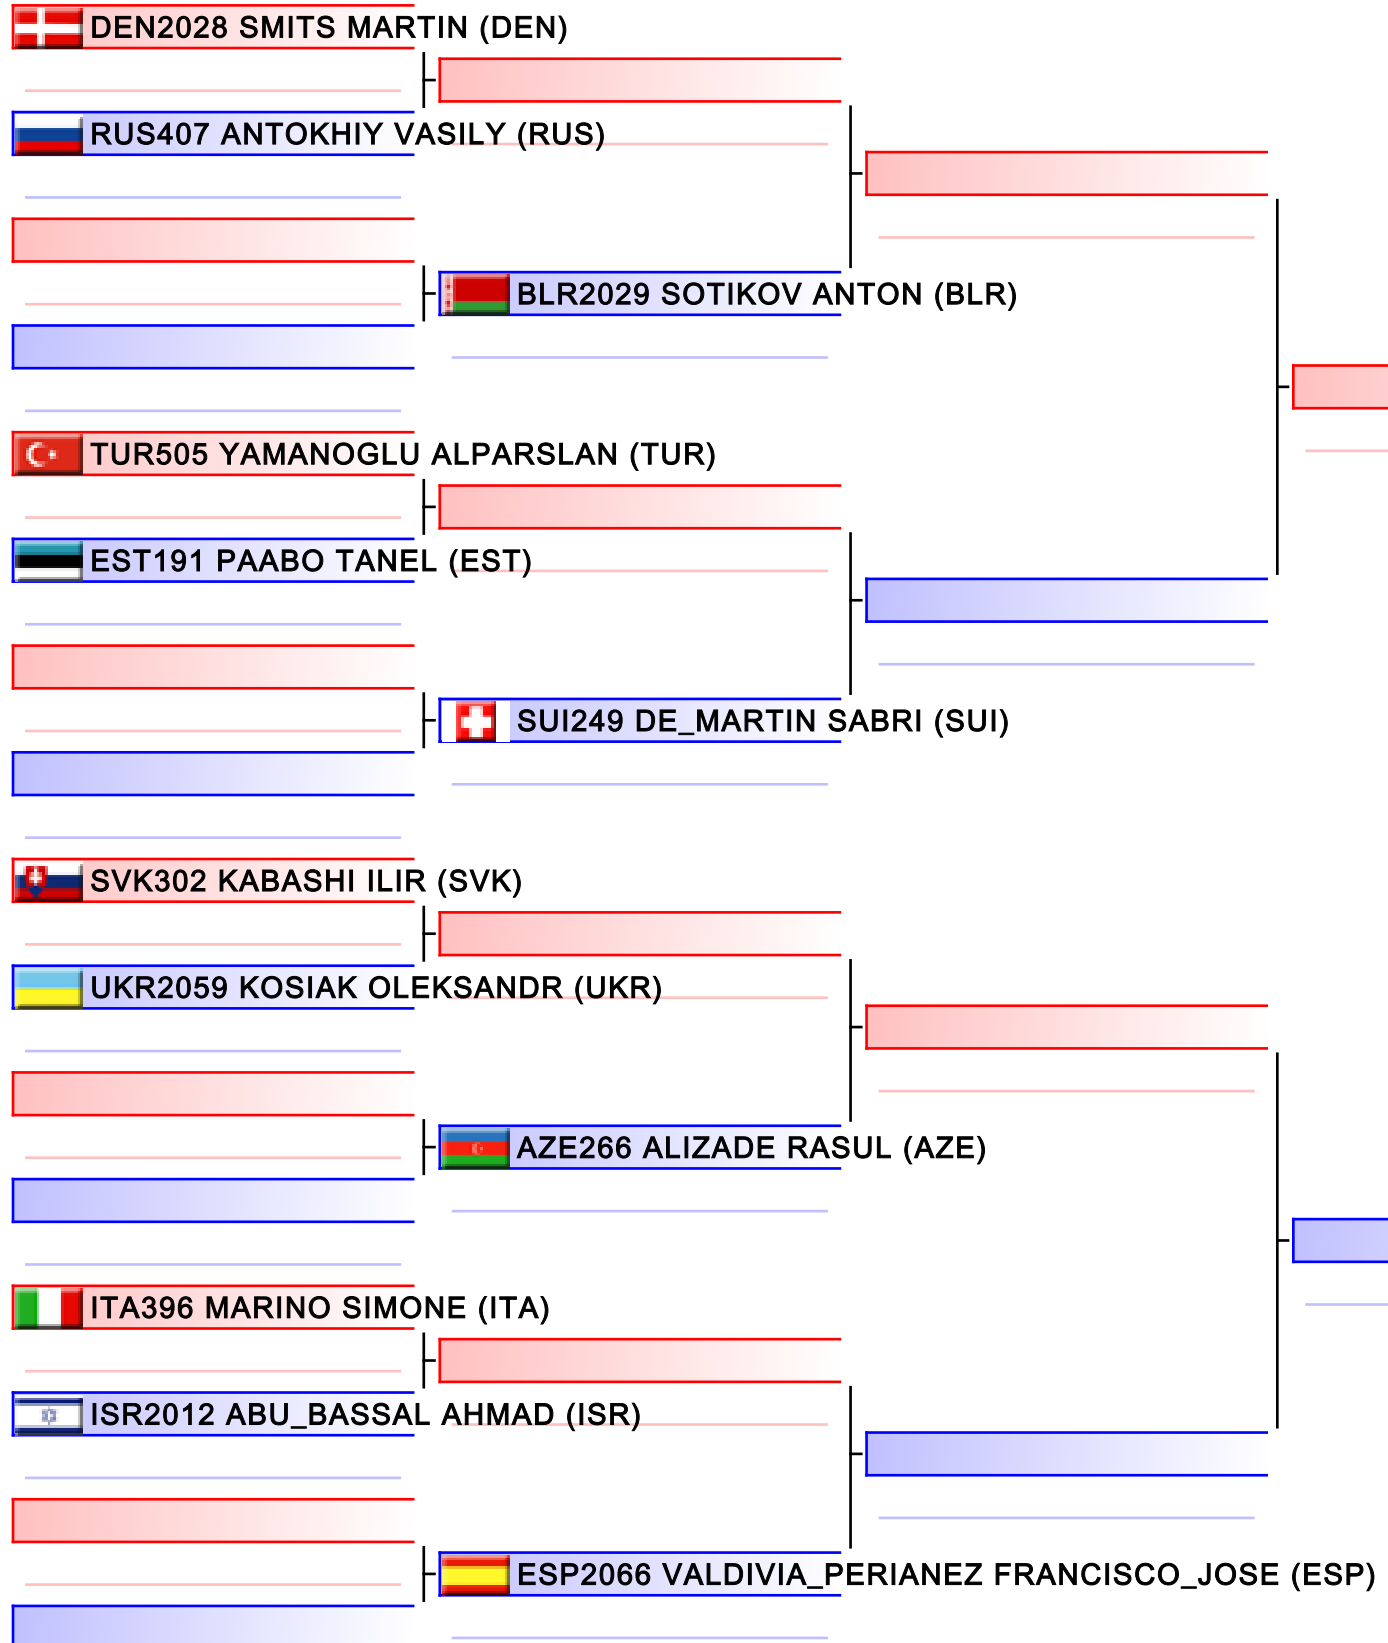 DEN2028 SMITS MARTIN (DEN)
RUS407 ANTOKHIY VASILY (RUS)
BLR2029 SOTIKOV ANTON (BLR)
TUR505 YAMANOGLU ALPARSLAN (TUR)
EST191 PAABO TANEL (EST)
SUI249 DE_MARTIN SABRI (SUI)
SVK302 KABASHI ILIR (SVK)
UKR2059 KOSIAK OLEKSANDR (UKR)
AZE266 ALIZADE RASUL (AZE)
ITA396 MARINO SIMONE (ITA)
ISR2012 ABU_BASSAL AHMAD (ISR)
ESP2066 VALDIVIA_PERIANEZ FRANCISCO_JOSE (ESP)